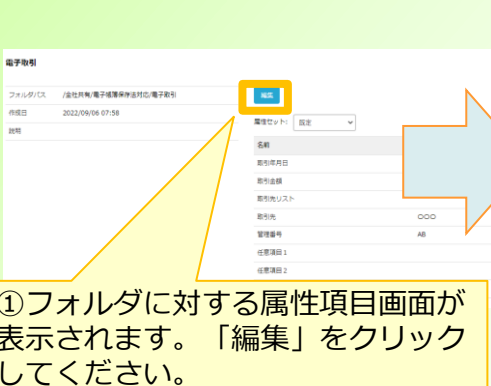 電子取引
フォルダパス /会社共有/電子帳簿保存法対応/電子取引
作成日 2022/09/06 07:58
説明
編集
属性セット: 既定
名前
取引年月日
取引金額
取引先リスト
取引先 〇〇〇
管理番号 AB
任意項目1
任意項目2
①フォルダに対する属性項目画面が
表示されます。「編集」をクリック
してください。